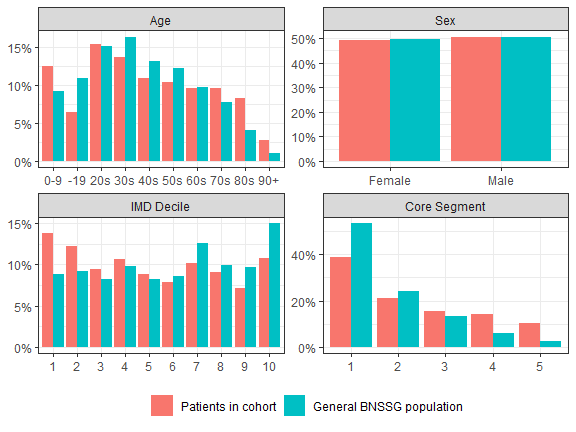 Age
15%
10%
5%
0%
0-9 -19 20s 30s 40s 50s 60s 70s 80s 90+
Sex
50%
40%
30%
20%
10%
0%
Female Male
IMD Decile
15%
10%
5%
0%
1 2 3 4 5 6 7 8 9 10
Core Segment
40%
20%
0%
1 2 3 4 5
Patients in cohort General BNSSG population